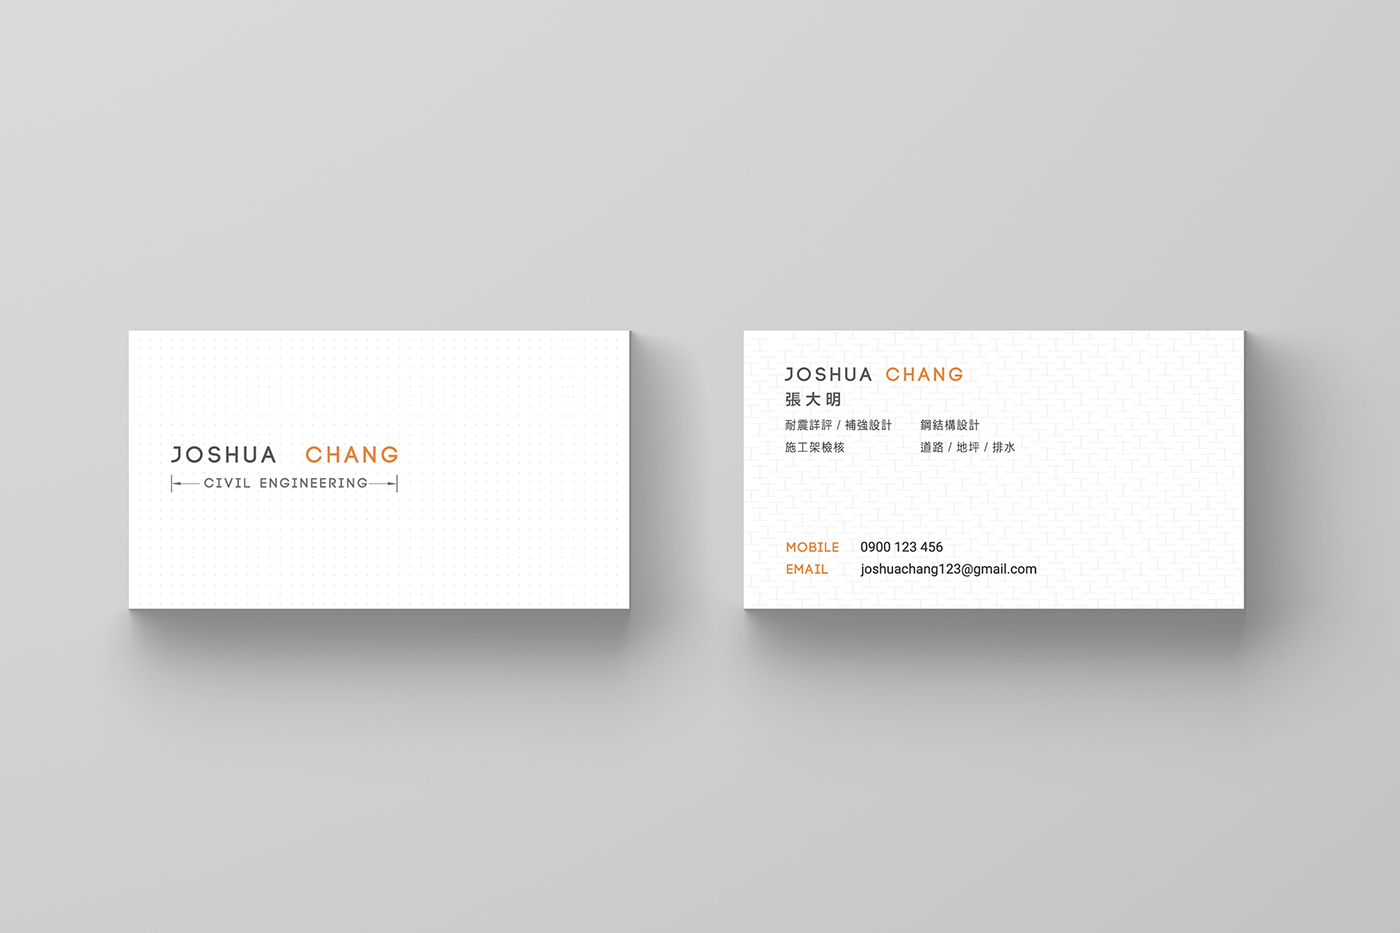 JOSHUA CHANG
CIVIL ENGINEERING
JOSHUA CHANG
張大明
耐震詳評 / 補強設計 鋼結構設計
施工架檢核 道路 / 地坪 / 排水
MOBILE 0900 123 456
EMAIL joshuachang123@gmail.com